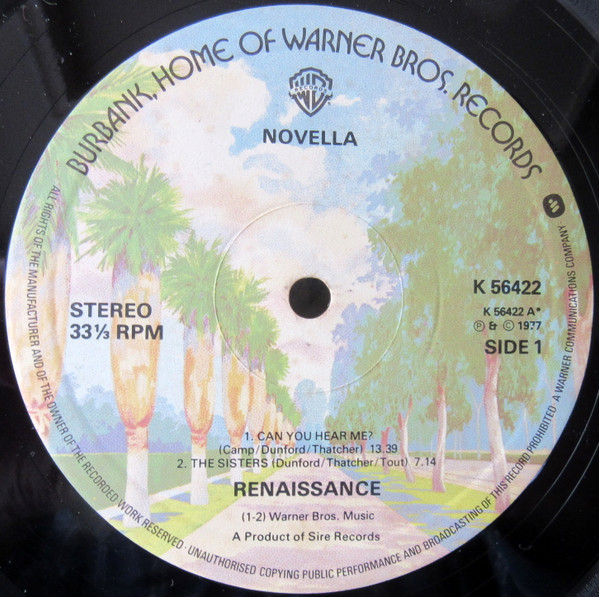 BURBANK, HOME OF WARNER BROS. RECORDS
W B
RECORDS
NOVELLA
STEREO
33⅓ RPM
K 56422
K 56422 A*
℗ & © 1977
SIDE 1
1. CAN YOU HEAR ME?
(Camp/Dunford/Thatcher) 13.39
2. THE SISTERS (Dunford/Thatcher/Tout) 7.14
RENAISSANCE
(1-2) Warner Bros. Music
A Product of Sire Records
ALL RIGHTS OF THE MANUFACTURER AND OF THE OWNER OF THE RECORDED WORK RESERVED · UNAUTHORISED COPYING PUBLIC PERFORMANCE AND BROADCASTING OF THIS RECORD PROHIBITED A WARNER COMMUNICATIONS COMPANY